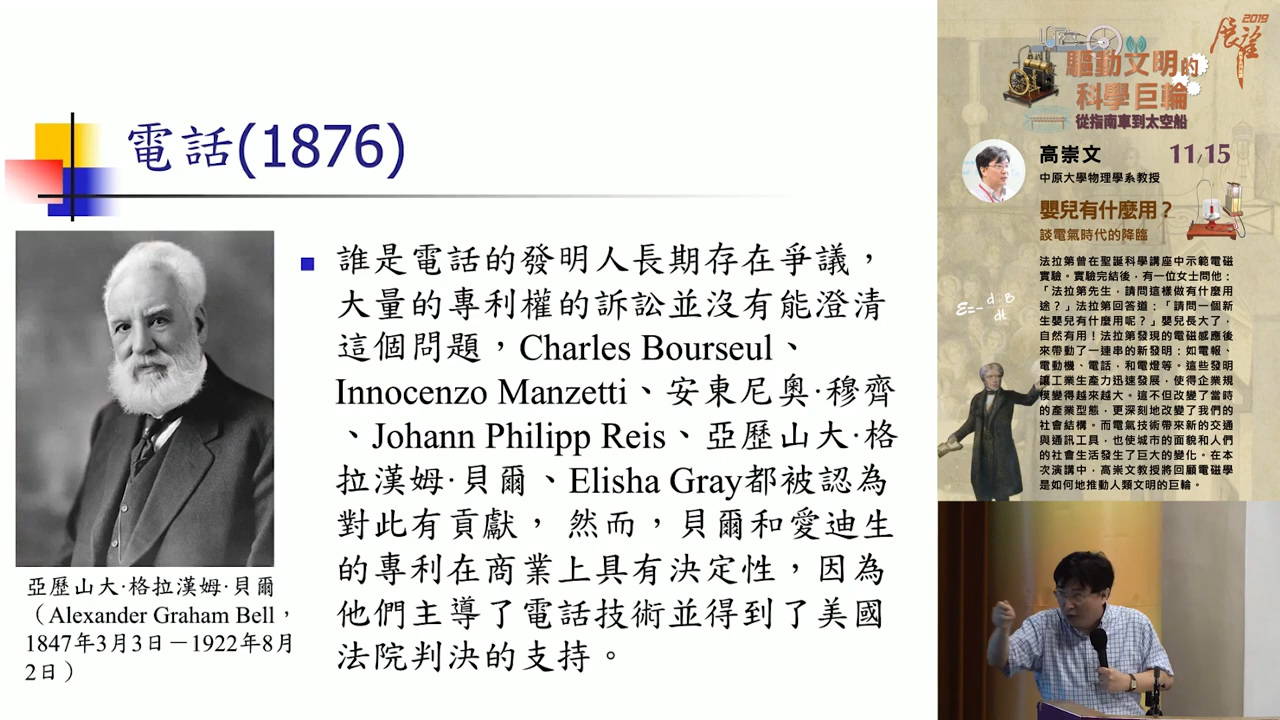 電話(1876)
誰是電話的發明人長期存在爭議，
大量的專利權的訴訟並沒有能澄清
這個問題，Charles Bourseul、
Innocenzo Manzetti、安東尼奧·穆齊
、Johann Philipp Reis、亞歷山大·格
拉漢姆·貝爾、Elisha Gray都被認為
對此有貢獻， 然而，貝爾和愛迪生
的專利在商業上具有決定性，因為
他們主導了電話技術並得到了美國
法院判決的支持。
亞歷山大·格拉漢姆·貝爾
（Alexander Graham Bell，
1847年3月3日－1922年8月
2日）
2019
展望
驅動文明的
科學巨輪
從指南車到太空船
高崇文 11/15
中原大學物理學系教授
嬰兒有什麼用？
談電氣時代的降臨
法拉第曾在聖誕科學講座中示範電磁
實驗。實驗完結後，有一位女士問他：
「法拉第先生，請問這樣做有什麼用
途？」法拉第回答道：「請問一個新
生嬰兒有什麼用呢？」嬰兒長大了，
自然有用！法拉第發現的電磁感應後
來帶動了一連串的新發明：如電報、
電動機、電話，和電燈等。這些發明
讓工業生產力迅速發展，使得企業規
模變得越來越大。這不但改變了當時
的產業型態，更深刻地改變了我們的
社會結構。而電氣技術帶來新的交通
與通訊工具，也使城市的面貌和人們
的社會生活發生了巨大的變化。在本
次演講中，高崇文教授將回顧電磁學
是如何地推動人類文明的巨輪。